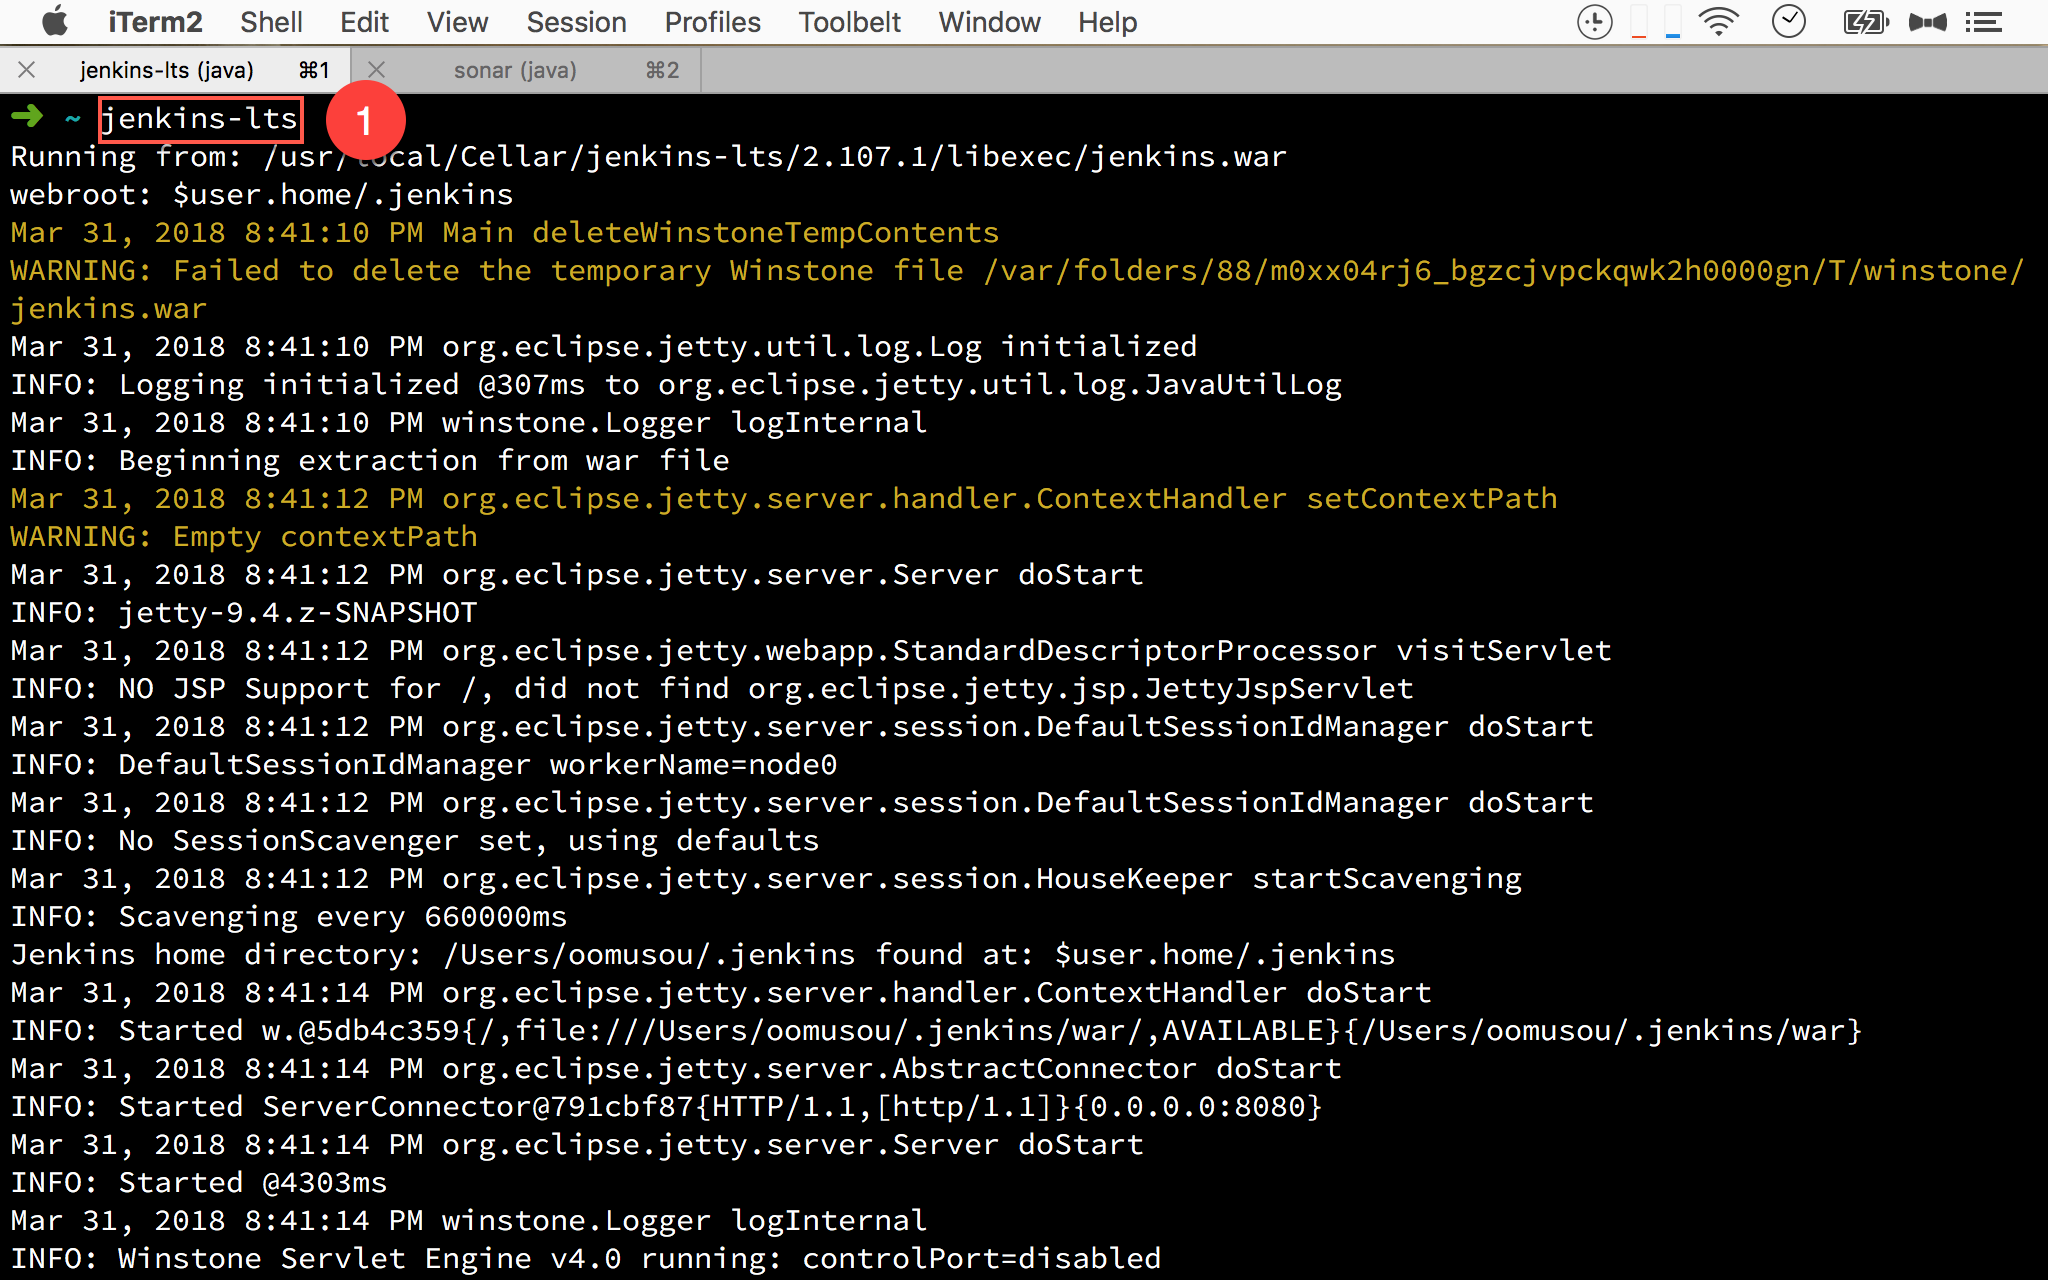 iTerm2 Shell Edit View Session Profiles Toolbelt Window Help
jenkins-lts (java) ⌘1 sonar (java) ⌘2
➜ ~ jenkins-lts 1
Running from: /usr/local/Cellar/jenkins-lts/2.107.1/libexec/jenkins.war
webroot: $user.home/.jenkins
Mar 31, 2018 8:41:10 PM Main deleteWinstoneTempContents
WARNING: Failed to delete the temporary Winstone file /var/folders/88/m0xx04rj6_bgzcjvpckqwk2h0000gn/T/winstone/
jenkins.war
Mar 31, 2018 8:41:10 PM org.eclipse.jetty.util.log.Log initialized
INFO: Logging initialized @307ms to org.eclipse.jetty.util.log.JavaUtilLog
Mar 31, 2018 8:41:10 PM winstone.Logger logInternal
INFO: Beginning extraction from war file
Mar 31, 2018 8:41:12 PM org.eclipse.jetty.server.handler.ContextHandler setContextPath
WARNING: Empty contextPath
Mar 31, 2018 8:41:12 PM org.eclipse.jetty.server.Server doStart
INFO: jetty-9.4.z-SNAPSHOT
Mar 31, 2018 8:41:12 PM org.eclipse.jetty.webapp.StandardDescriptorProcessor visitServlet
INFO: NO JSP Support for /, did not find org.eclipse.jetty.jsp.JettyJspServlet
Mar 31, 2018 8:41:12 PM org.eclipse.jetty.server.session.DefaultSessionIdManager doStart
INFO: DefaultSessionIdManager workerName=node0
Mar 31, 2018 8:41:12 PM org.eclipse.jetty.server.session.DefaultSessionIdManager doStart
INFO: No SessionScavenger set, using defaults
Mar 31, 2018 8:41:12 PM org.eclipse.jetty.server.session.HouseKeeper startScavenging
INFO: Scavenging every 660000ms
Jenkins home directory: /Users/oomusou/.jenkins found at: $user.home/.jenkins
Mar 31, 2018 8:41:14 PM org.eclipse.jetty.server.handler.ContextHandler doStart
INFO: Started w.@5db4c359{/,file:///Users/oomusou/.jenkins/war/,AVAILABLE}{/Users/oomusou/.jenkins/war}
Mar 31, 2018 8:41:14 PM org.eclipse.jetty.server.AbstractConnector doStart
INFO: Started ServerConnector@791cbf87{HTTP/1.1,[http/1.1]}{0.0.0.0:8080}
Mar 31, 2018 8:41:14 PM org.eclipse.jetty.server.Server doStart
INFO: Started @4303ms
Mar 31, 2018 8:41:14 PM winstone.Logger logInternal
INFO: Winstone Servlet Engine v4.0 running: controlPort=disabled